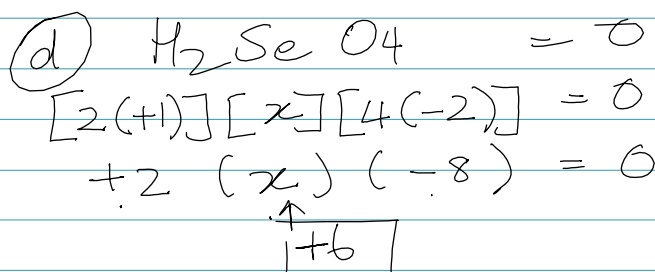 d H2SeO4 = 0
[2(+1)][x][4(-2)] = 0
+2 (x) (-8) = 0
+6